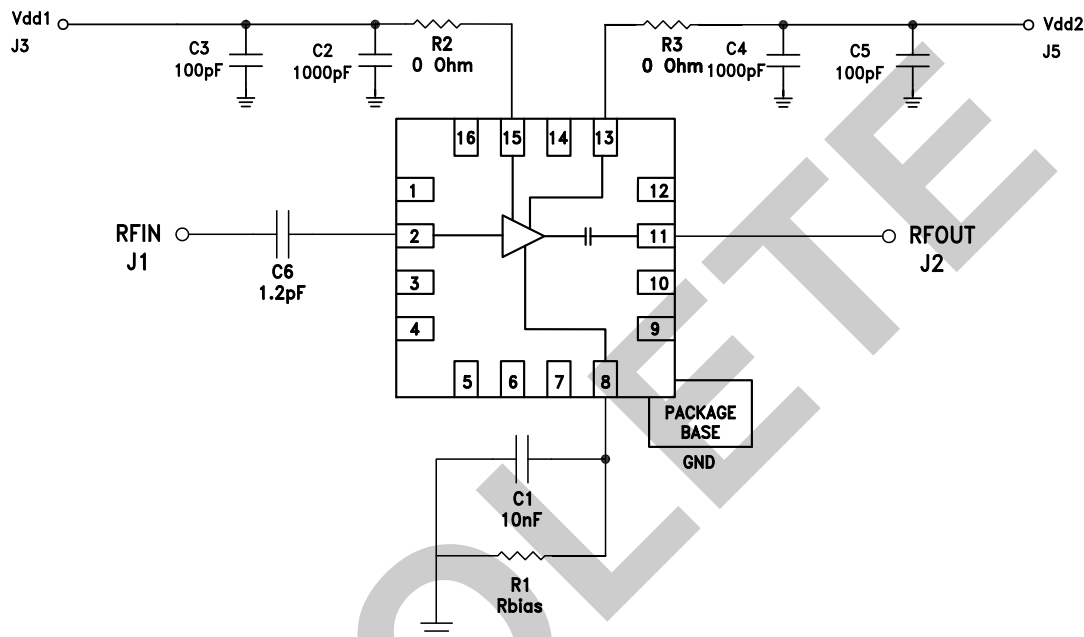 Vdd1
J3
C3
100pF
C2
1000pF
R2
0 Ohm
R3
0 Ohm
C4
1000pF
C5
100pF
Vdd2
J5
16
15
14
13
1
12
RFIN
J1
C6
1.2pF
2
11
RFOUT
J2
3
10
4
9
5
6
7
8
PACKAGE
BASE
GND
C1
10nF
R1
Rbias
OLETE